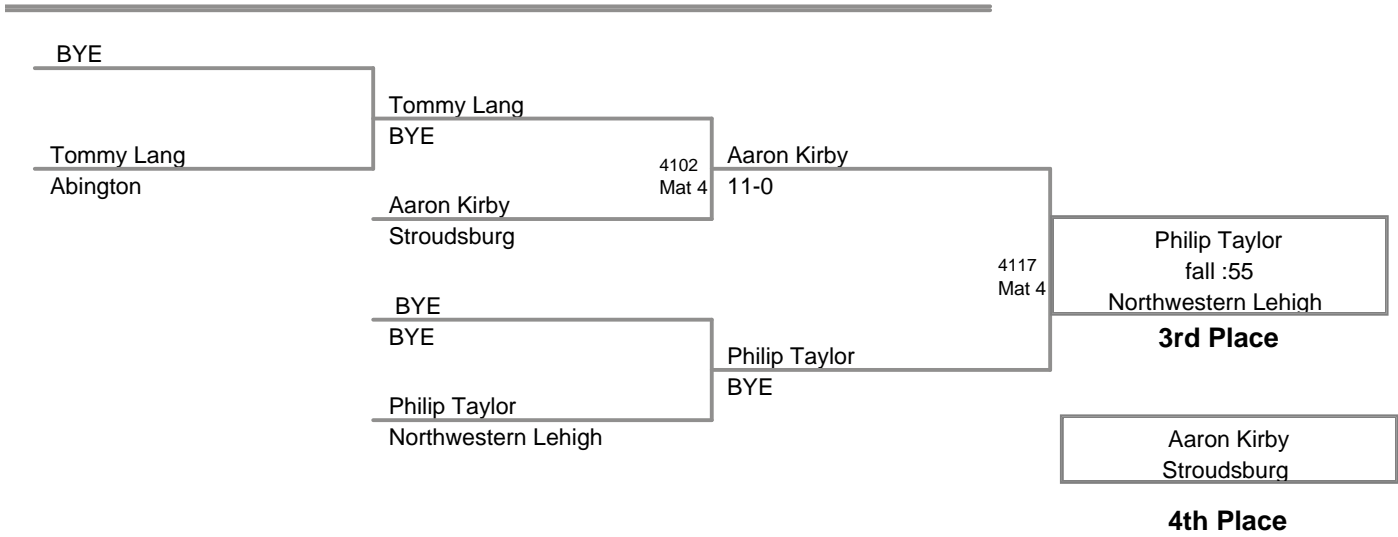 BYE
Tommy Lang
Abington
Tommy Lang
BYE
4102
Mat 4
Aaron Kirby
Stroudsburg
Aaron Kirby
11-0
BYE
BYE
Philip Taylor
Northwestern Lehigh
Philip Taylor
BYE
4117
Mat 4
Philip Taylor
fall :55
Northwestern Lehigh
3rd Place
Aaron Kirby
Stroudsburg
4th Place